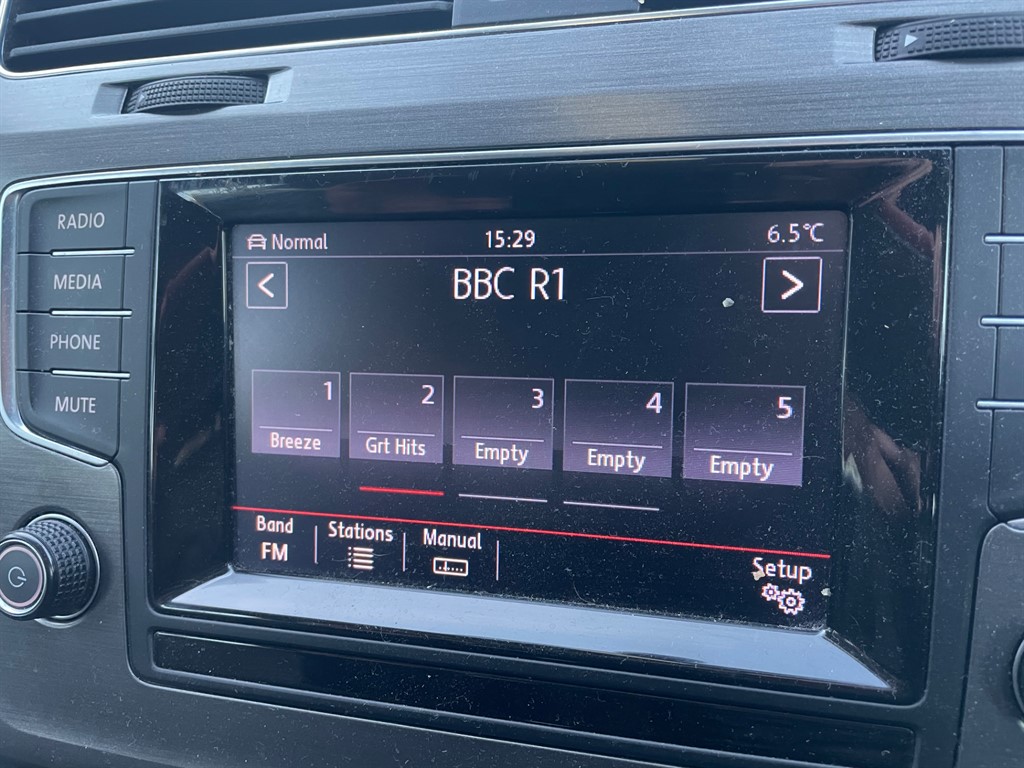 RADIO
MEDIA
PHONE
MUTE
Normal 15:29 6.5°C
< BBC R1 >
1 2 3 4 5
Breeze Grt Hits Empty Empty Empty
Band Stations Manual
FM
Setup